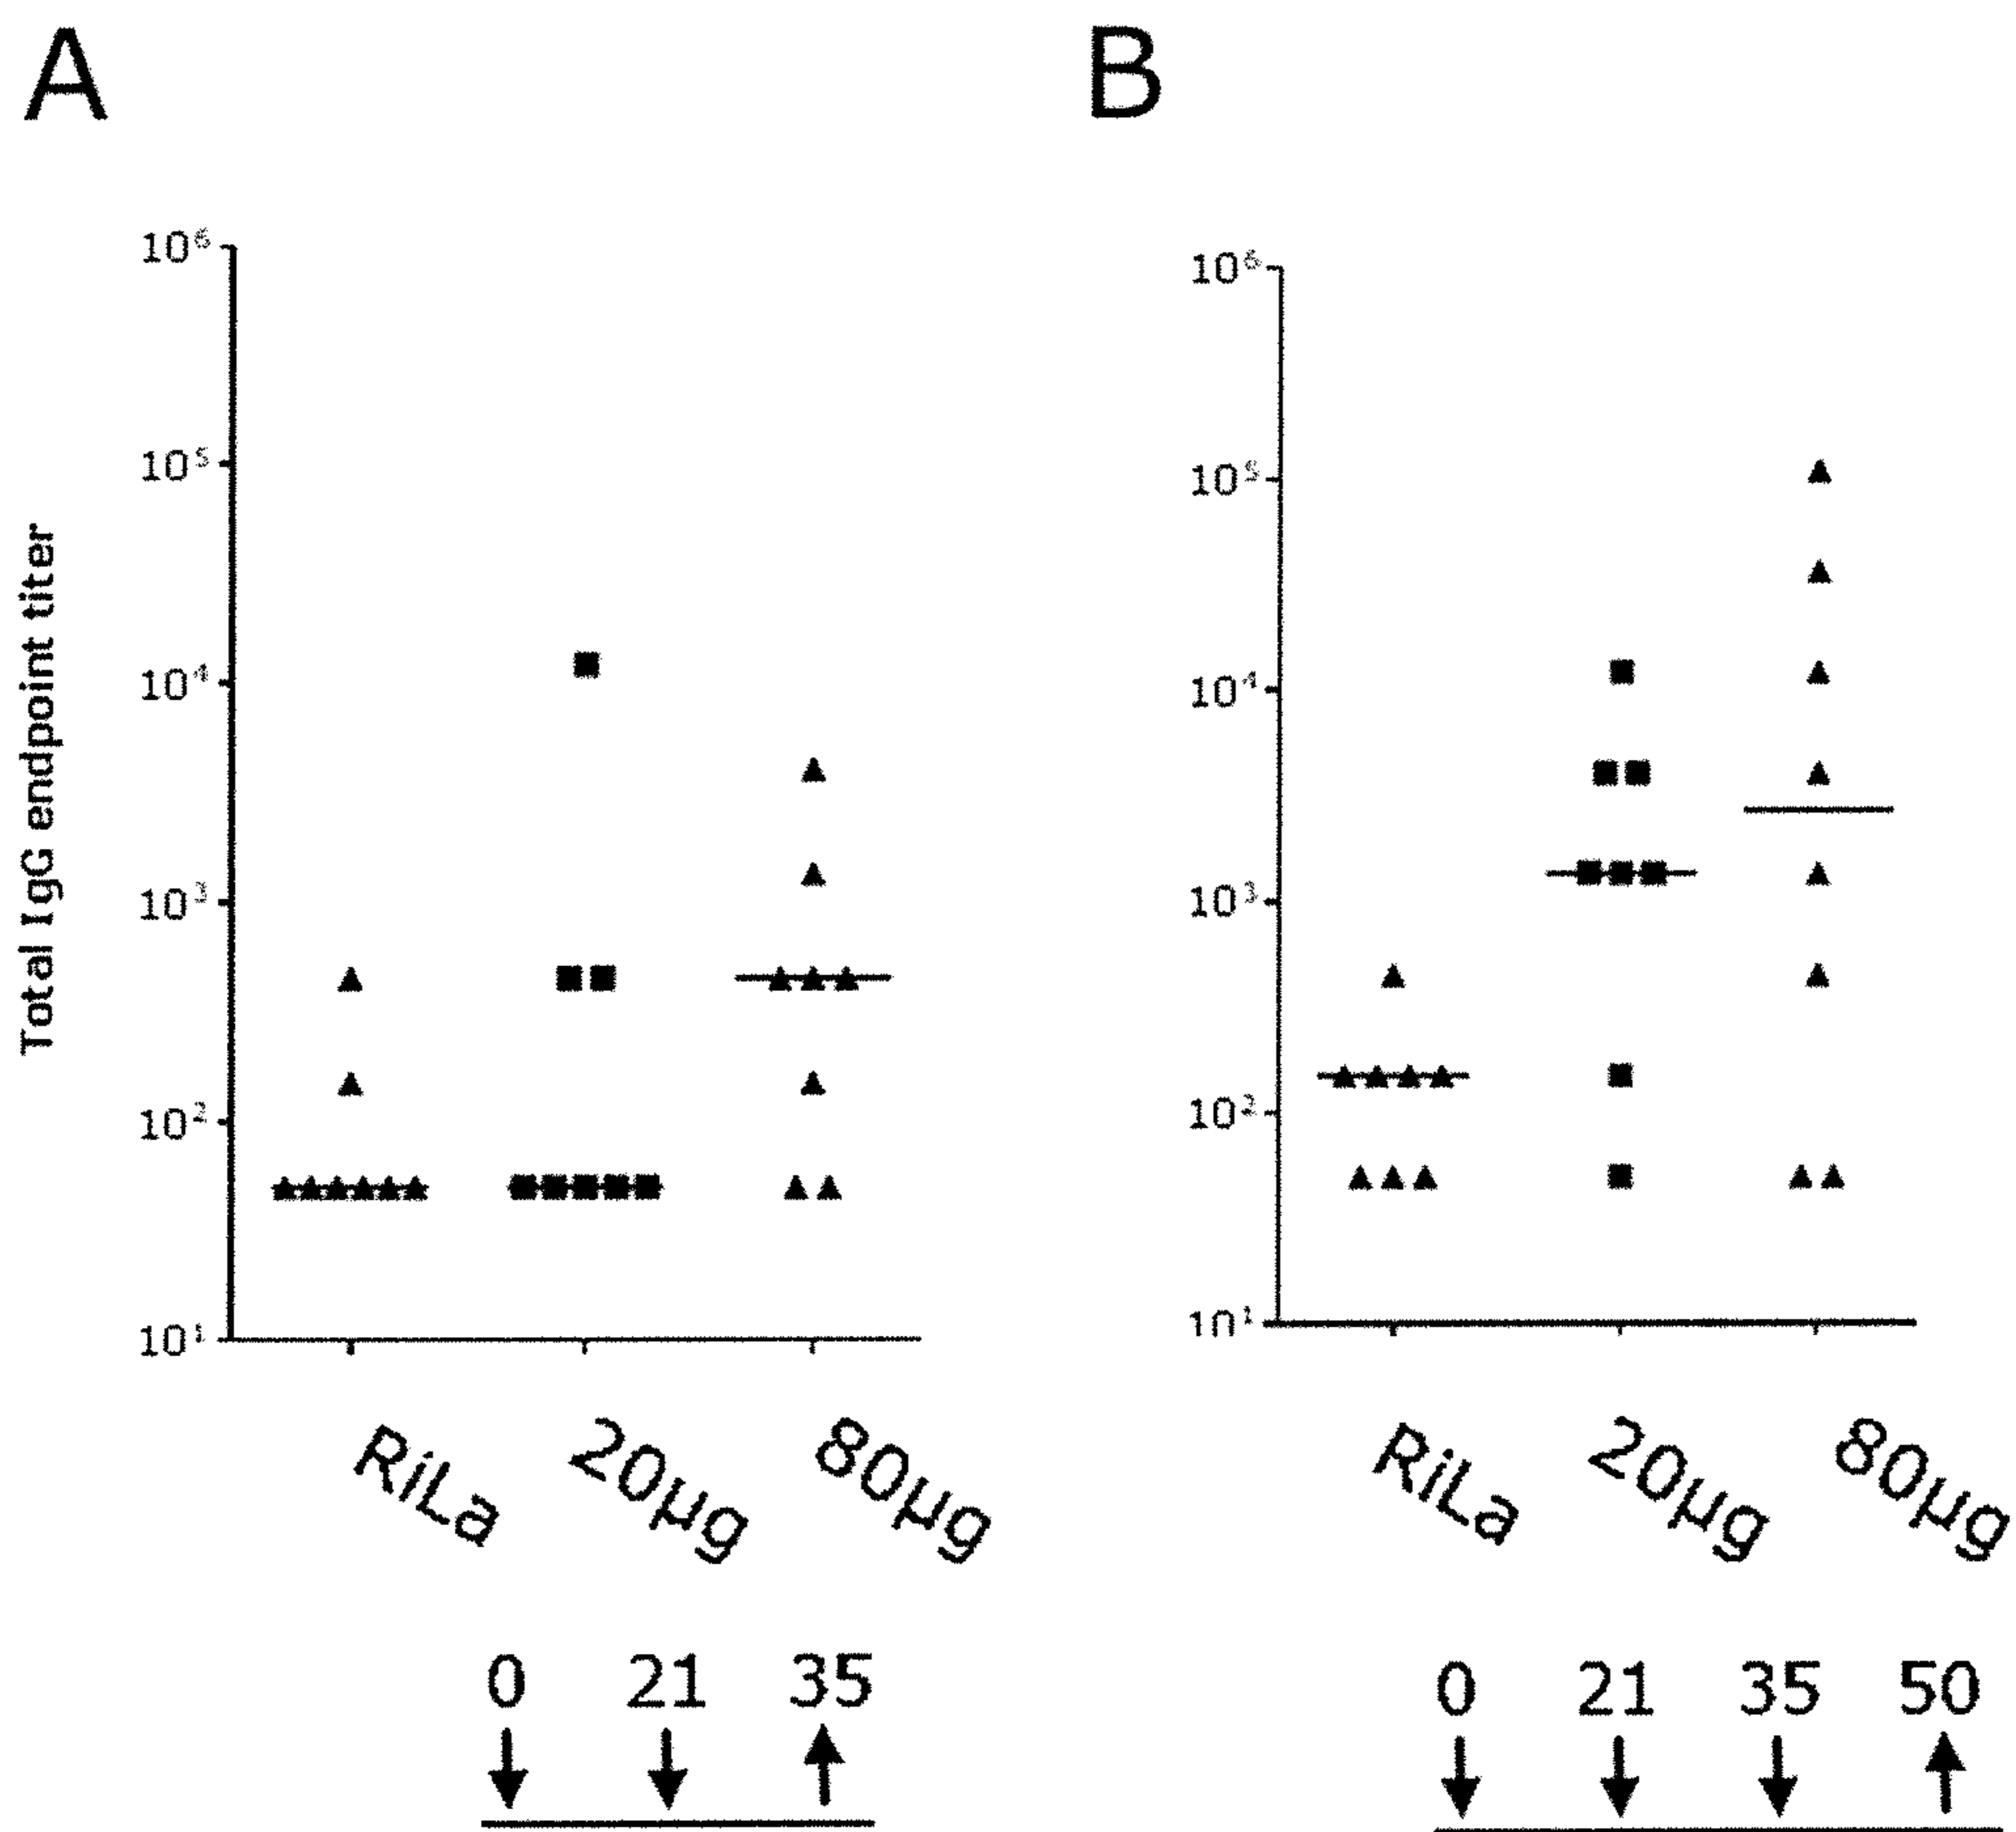 A
B
Total IgG endpoint titer
10⁶
10⁵
10⁴
10³
10²
10¹
RiLa
20µg
80µg
0 21 35
10⁶
10⁵
10⁴
10³
10²
10¹
RiLa
20µg
80µg
0 21 35 50